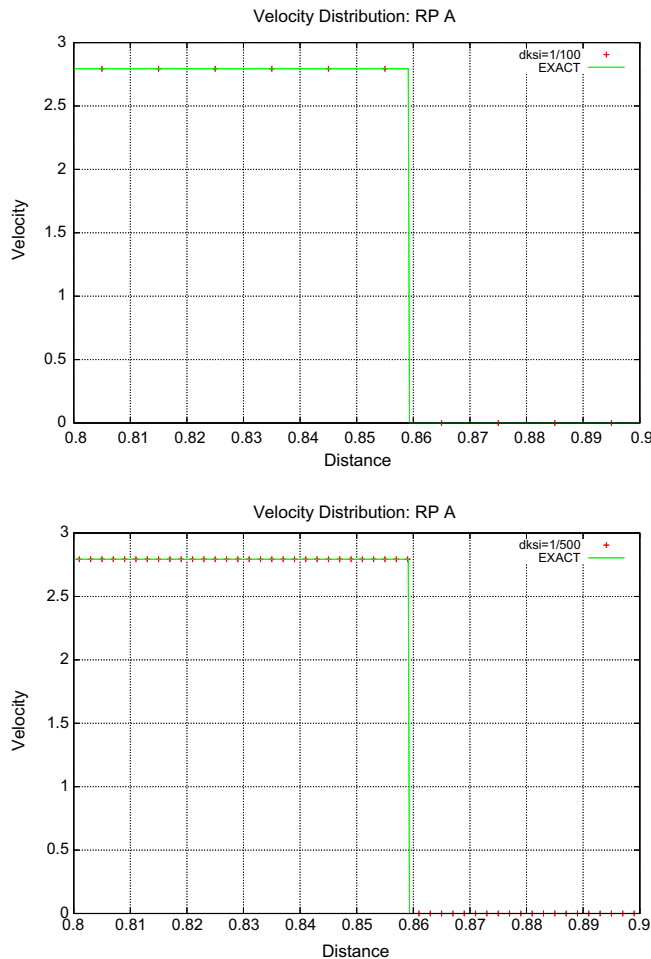 Velocity Distribution: RP A
3
2.5
2
1.5
1
0.5
0
Velocity
dksi=1/100
EXACT
0.8 0.81 0.82 0.83 0.84 0.85 0.86 0.87 0.88 0.89 0.9
Distance
Velocity Distribution: RP A
3
2.5
2
1.5
1
0.5
0
Velocity
dksi=1/500
EXACT
0.8 0.81 0.82 0.83 0.84 0.85 0.86 0.87 0.88 0.89 0.9
Distance